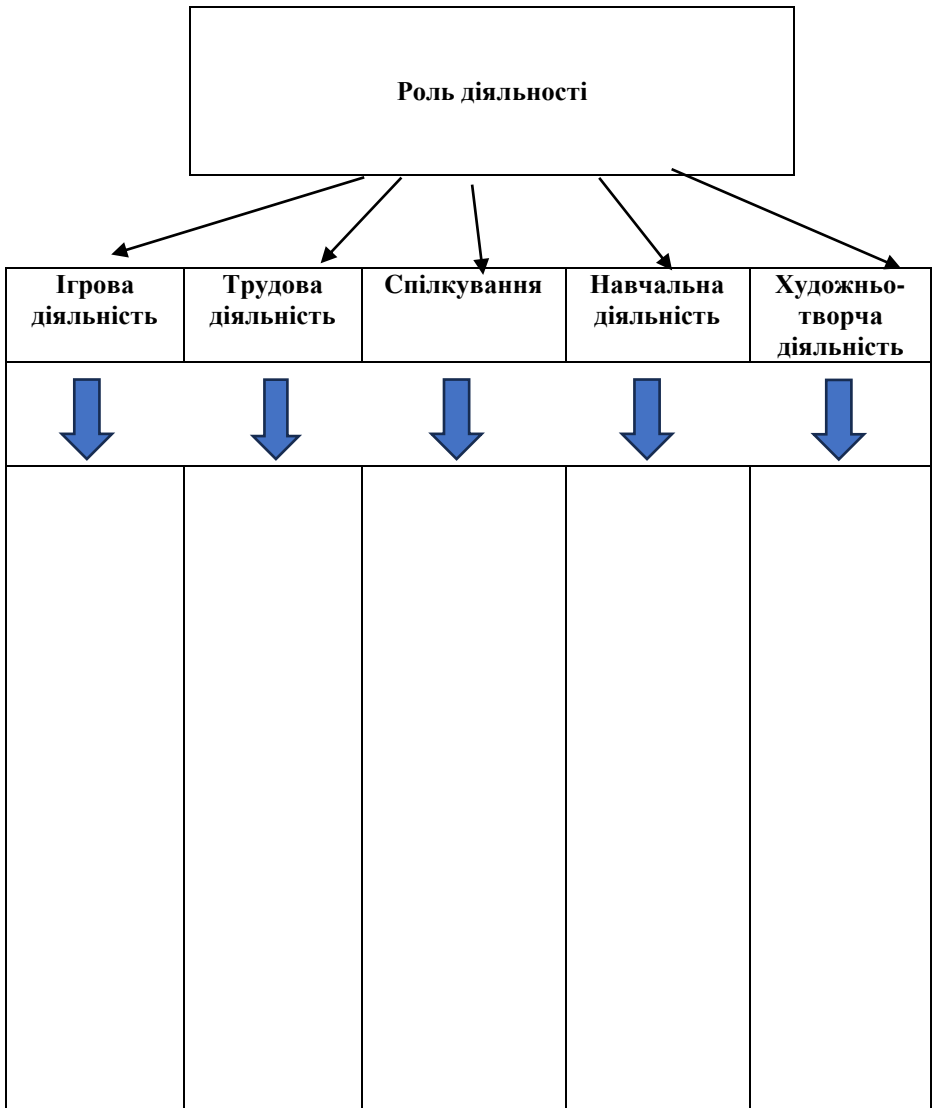 Роль діяльності
Ігрова
діяльність
Трудова
діяльність
Спілкування
Навчальна
діяльність
Художньо-
творча
діяльність